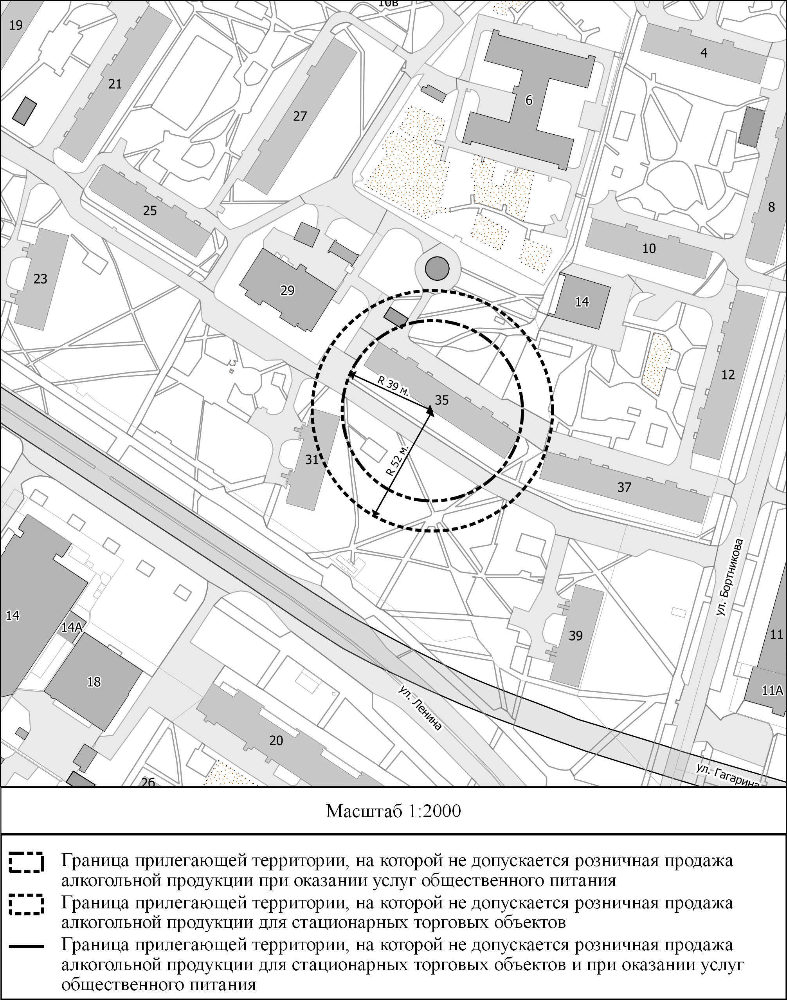 10в
19
4
21
6
27
8
25
10
23
29
14
12
R 39 м.
35
R 52 м.
31
37
ул. Бортникова
14
14А
39
11
18
11А
ул. Ленина
20
26
ул. Гагарина
Масштаб 1:2000
Граница прилегающей территории, на которой не допускается розничная продажа
алкогольной продукции при оказании услуг общественного питания
Граница прилегающей территории, на которой не допускается розничная продажа
алкогольной продукции для стационарных торговых объектов
Граница прилегающей территории, на которой не допускается розничная продажа
алкогольной продукции для стационарных торговых объектов и при оказании услуг
общественного питания